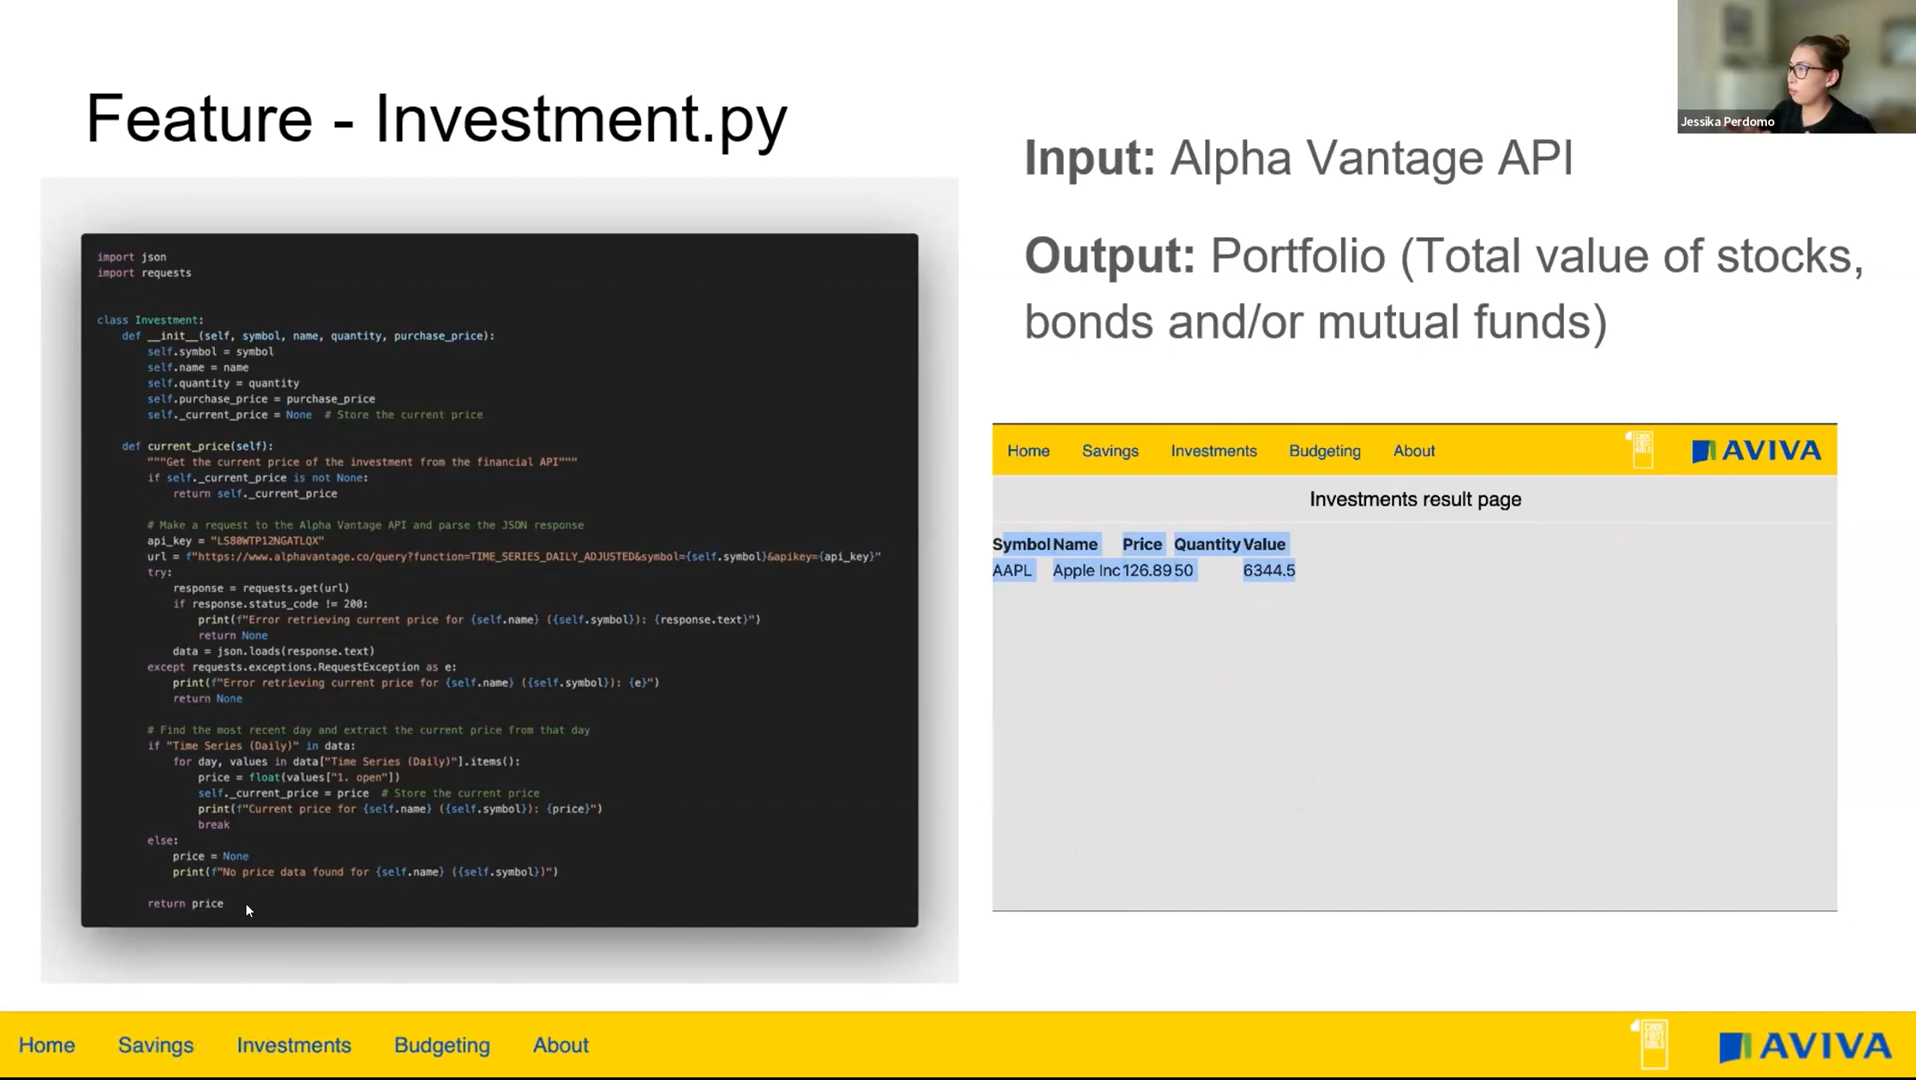 Feature - Investment.py
Jessika Perdomo
Input: Alpha Vantage API
Output: Portfolio (Total value of stocks,
bonds and/or mutual funds)
import json
import requests
class Investment:
def __init__(self, symbol, name, quantity, purchase_price):
self.symbol = symbol
self.name = name
self.quantity = quantity
self.purchase_price = purchase_price
self._current_price = None # Store the current price
def current_price(self):
"""Get the current price of the investment from the financial API"""
if self._current_price is not None:
return self._current_price
# Make a request to the Alpha Vantage API and parse the JSON response
api_key = "LS80WTP12NGATLQX"
url = f"https://www.alphavantage.co/query?function=TIME_SERIES_DAILY_ADJUSTED&symbol={self.symbol}&apikey={api_key}"
try:
response = requests.get(url)
if response.status_code != 200:
print(f"Error retrieving current price for {self.name} ({self.symbol}): {response.text}")
return None
data = json.loads(response.text)
except requests.exceptions.RequestException as e:
print(f"Error retrieving current price for {self.name} ({self.symbol}): {e}")
return None
# Find the most recent day and extract the current price from that day
if "Time Series (Daily)" in data:
for day, values in data["Time Series (Daily)"].items():
price = float(values["1. open"])
self._current_price = price # Store the current price
print(f"Current price for {self.name} ({self.symbol}): {price}")
break
else:
price = None
print(f"No price data found for {self.name} ({self.symbol})")
return price
Home Savings Investments Budgeting About CODE FIRST GIRLS AVIVA
Investments result page
Symbol Name Price Quantity Value
AAPL Apple Inc 126.89 50 6344.5
Home Savings Investments Budgeting About CODE FIRST GIRLS AVIVA